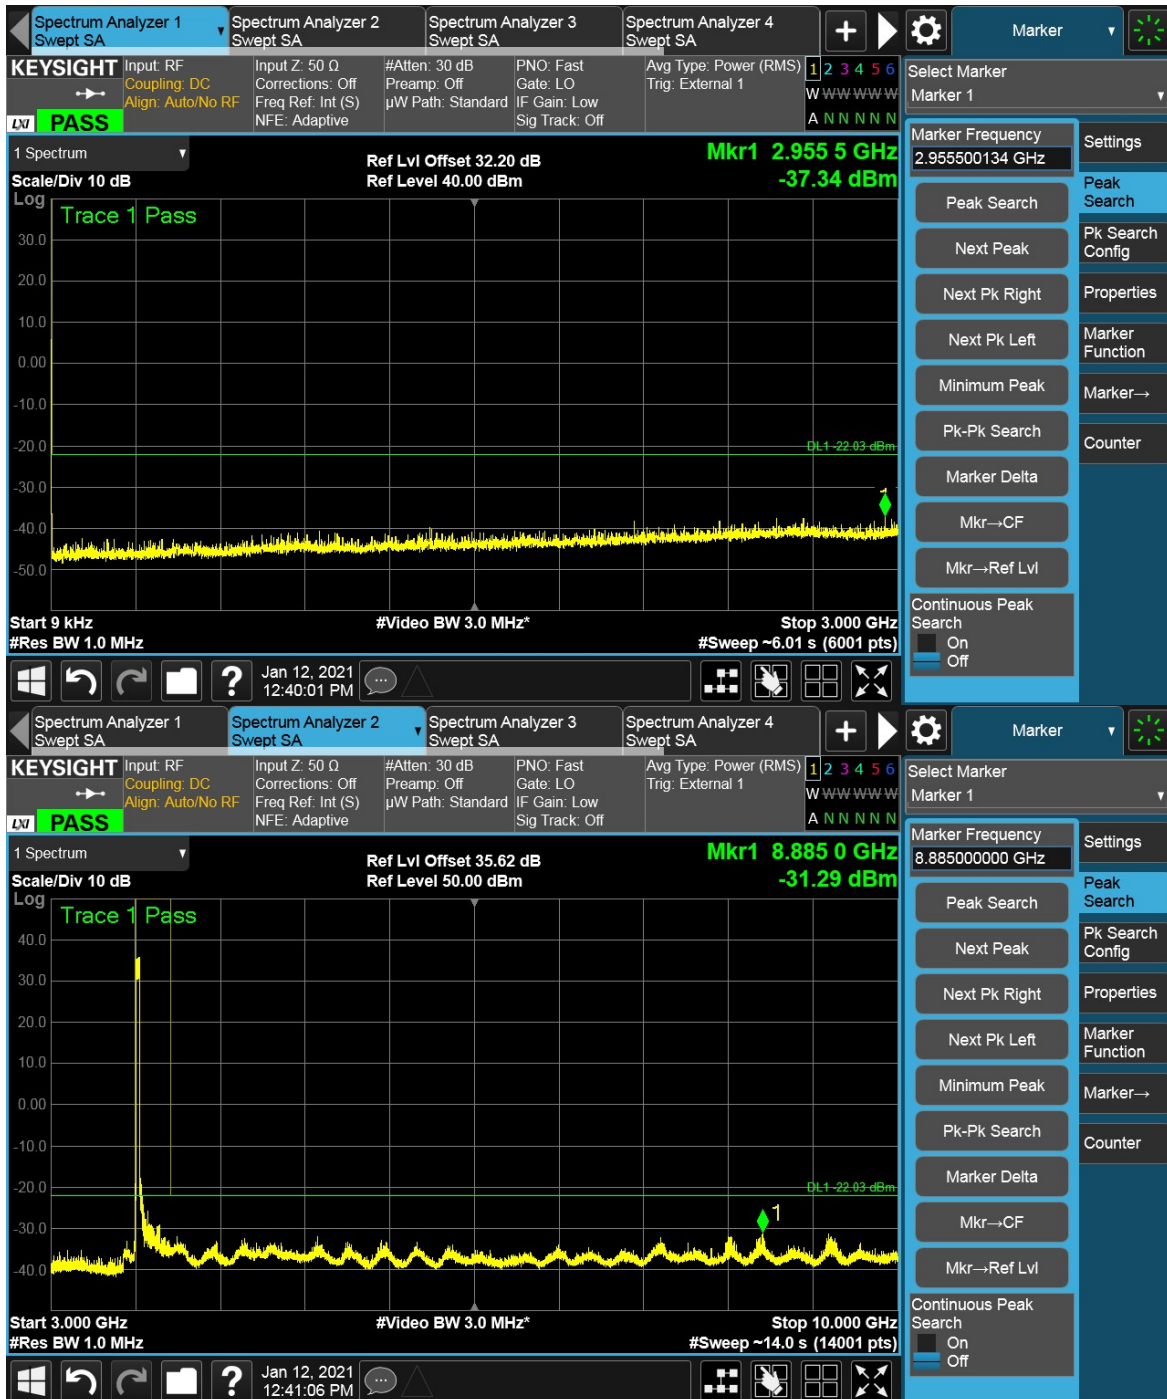 Spectrum Analyzer 1
Swept SA
Spectrum Analyzer 2
Swept SA
Spectrum Analyzer 3
Swept SA
Spectrum Analyzer 4
Swept SA
+
Marker
KEYSIGHT
LXI
PASS
Input: RF
Coupling: DC
Align: Auto/No RF
Input Z: 50 Ω
Corrections: Off
Freq Ref: Int (S)
NFE: Adaptive
#Atten: 30 dB
Preamp: Off
µW Path: Standard
PNO: Fast
Gate: LO
IF Gain: Low
Sig Track: Off
Avg Type: Power (RMS)
Trig: External 1
1 2 3 4 5 6
W W W W W W
A N N N N N
Select Marker
Marker 1
1 Spectrum
Scale/Div 10 dB
Log
Ref Lvl Offset 32.20 dB
Ref Level 40.00 dBm
Mkr1 2.955 5 GHz
-37.34 dBm
Trace 1 Pass
30.0
20.0
10.0
0.00
-10.0
-20.0
-30.0
-40.0
-50.0
DL1 -22.03 dBm
1
Start 9 kHz
#Res BW 1.0 MHz
#Video BW 3.0 MHz*
Stop 3.000 GHz
#Sweep ~6.01 s (6001 pts)
Marker Frequency
2.955500134 GHz
Peak Search
Next Peak
Next Pk Right
Next Pk Left
Minimum Peak
Pk-Pk Search
Marker Delta
Mkr→CF
Mkr→Ref Lvl
Continuous Peak
Search
On
Off
Settings
Peak
Search
Pk Search
Config
Properties
Marker
Function
Marker→
Counter
?
Jan 12, 2021
12:40:01 PM
Spectrum Analyzer 1
Swept SA
Spectrum Analyzer 2
Swept SA
Spectrum Analyzer 3
Swept SA
Spectrum Analyzer 4
Swept SA
+
Marker
KEYSIGHT
LXI
PASS
Input: RF
Coupling: DC
Align: Auto/No RF
Input Z: 50 Ω
Corrections: Off
Freq Ref: Int (S)
NFE: Adaptive
#Atten: 30 dB
Preamp: Off
µW Path: Standard
PNO: Fast
Gate: LO
IF Gain: Low
Sig Track: Off
Avg Type: Power (RMS)
Trig: External 1
1 2 3 4 5 6
W W W W W W
A N N N N N
Select Marker
Marker 1
1 Spectrum
Scale/Div 10 dB
Log
Ref Lvl Offset 35.62 dB
Ref Level 50.00 dBm
Mkr1 8.885 0 GHz
-31.29 dBm
Trace 1 Pass
40.0
30.0
20.0
10.0
0.00
-10.0
-20.0
-30.0
-40.0
DL1 -22.03 dBm
1
Start 3.000 GHz
#Res BW 1.0 MHz
#Video BW 3.0 MHz*
Stop 10.000 GHz
#Sweep ~14.0 s (14001 pts)
Marker Frequency
8.885000000 GHz
Peak Search
Next Peak
Next Pk Right
Next Pk Left
Minimum Peak
Pk-Pk Search
Marker Delta
Mkr→CF
Mkr→Ref Lvl
Continuous Peak
Search
On
Off
Settings
Peak
Search
Pk Search
Config
Properties
Marker
Function
Marker→
Counter
?
Jan 12, 2021
12:41:06 PM